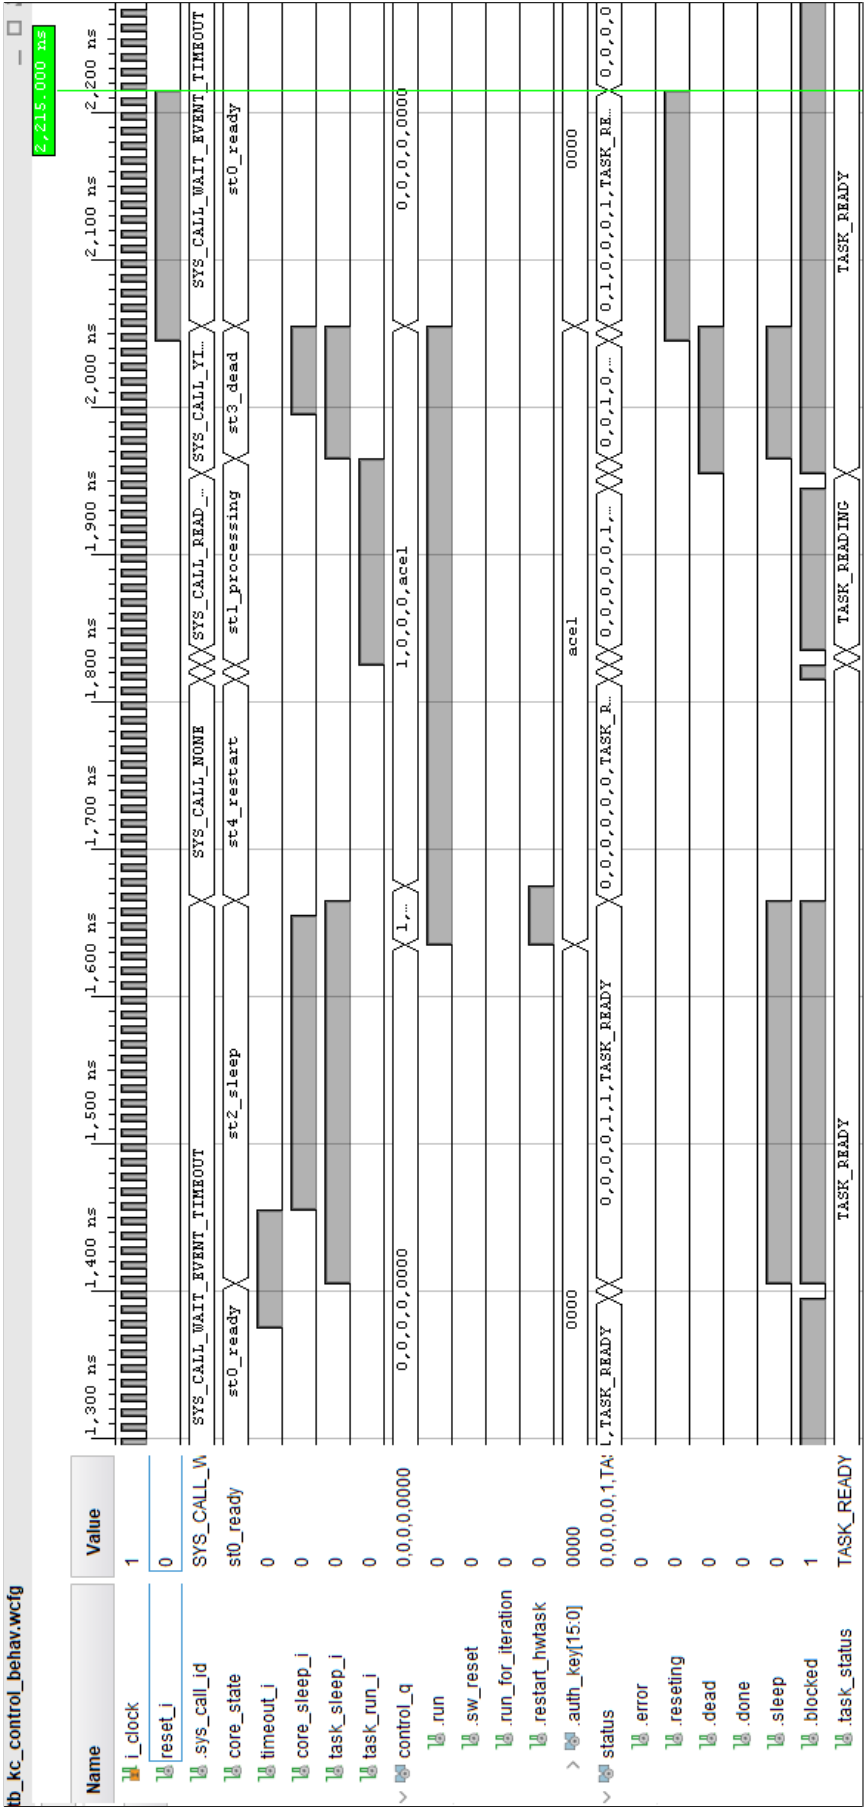 tb_kc_control_behav.wcfg
2,215.000 ns
Name
Value
1,300 ns
1,400 ns
1,500 ns
1,600 ns
1,700 ns
1,800 ns
1,900 ns
2,000 ns
2,100 ns
2,200 ns
i_clock
1
reset_i
0
.sys_call_id
SYS_CALL_W
SYS_CALL_WAIT_EVENT_TIMEOUT
SYS_CALL_NONE
SYS_CALL_READ_...
SYS_CALL_YI...
SYS_CALL_WAIT_EVENT_TIMEOUT
core_state
st0_ready
st0_ready
st2_sleep
st4_restart
st1_processing
st3_dead
st0_ready
timeout_i
0
core_sleep_i
0
task_sleep_i
0
task_run_i
0
control_q
0,0,0,0,0000
0,0,0,0,0000
1,...
1,0,0,0,ace1
0,0,0,0,0000
.run
0
.sw_reset
0
.run_for_iteration
0
.restart_hwtask
0
.auth_key[15:0]
0000
0000
ace1
0000
status
0,0,0,0,0,1,TA
1,TASK_READY
0,0,0,0,1,1,TASK_READY
0,0,0,0,0,0,TASK_R...
0,0,0,0,0,1,...
0,0,1,0,...
0,1,0,0,0,1,TASK_RE...
0,0,0,0
.error
0
.reseting
0
.dead
0
.done
0
.sleep
0
.blocked
1
.task_status
TASK_READY
TASK_READY
TASK_READING
TASK_READY